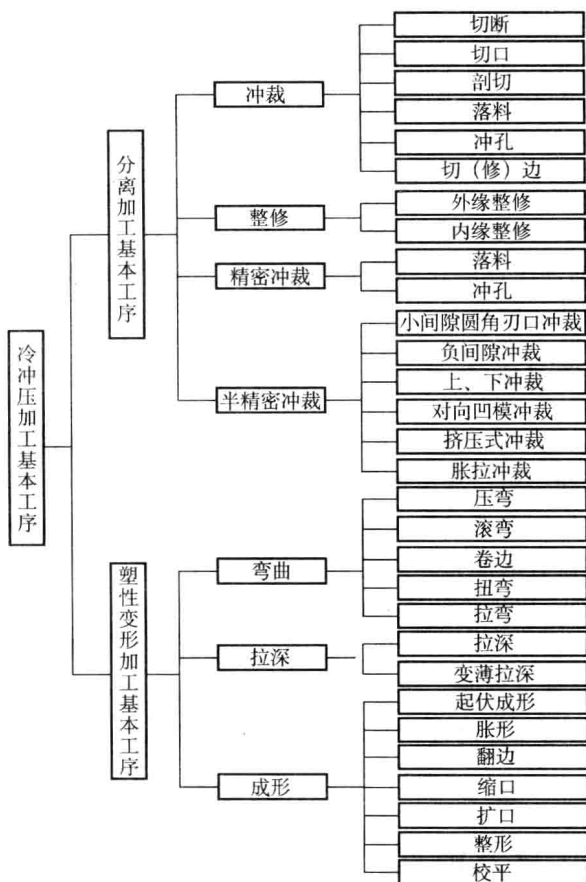 冷冲压加工基本工序
分离加工基本工序
冲裁
切断
切口
剖切
落料
冲孔
切（修）边
整修
外缘整修
内缘整修
精密冲裁
落料
冲孔
半精密冲裁
小间隙圆角刃口冲裁
负间隙冲裁
上、下冲裁
对向凹模冲裁
挤压式冲裁
胀拉冲裁
塑性变形加工基本工序
弯曲
压弯
滚弯
卷边
扭弯
拉弯
拉深
拉深
变薄拉深
成形
起伏成形
胀形
翻边
缩口
扩口
整形
校平